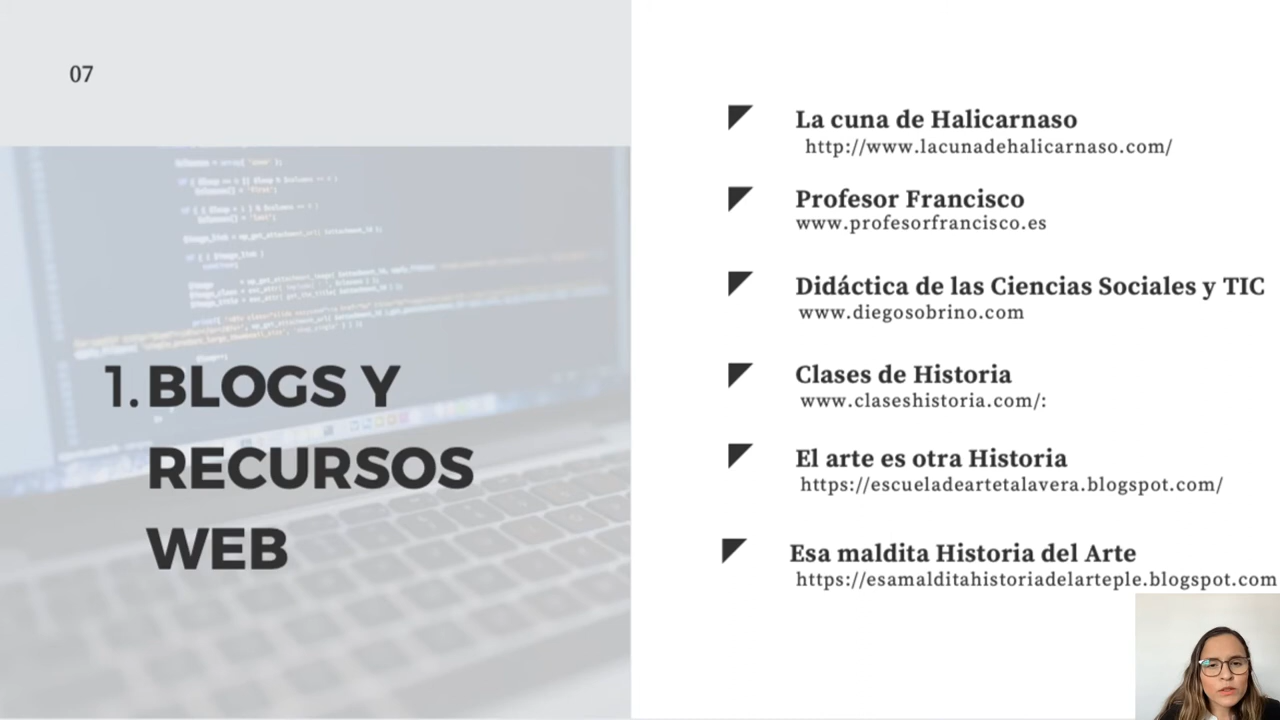 07
1. BLOGS Y
RECURSOS
WEB
La cuna de Halicarnaso
http://www.lacunadehalicarnaso.com/
Profesor Francisco
www.profesorfrancisco.es
Didáctica de las Ciencias Sociales y TIC
www.diegosobrino.com
Clases de Historia
www.claseshistoria.com/:
El arte es otra Historia
https://escueladeartetalavera.blogspot.com/
Esa maldita Historia del Arte
https://esamalditahistoriadelarteple.blogspot.com